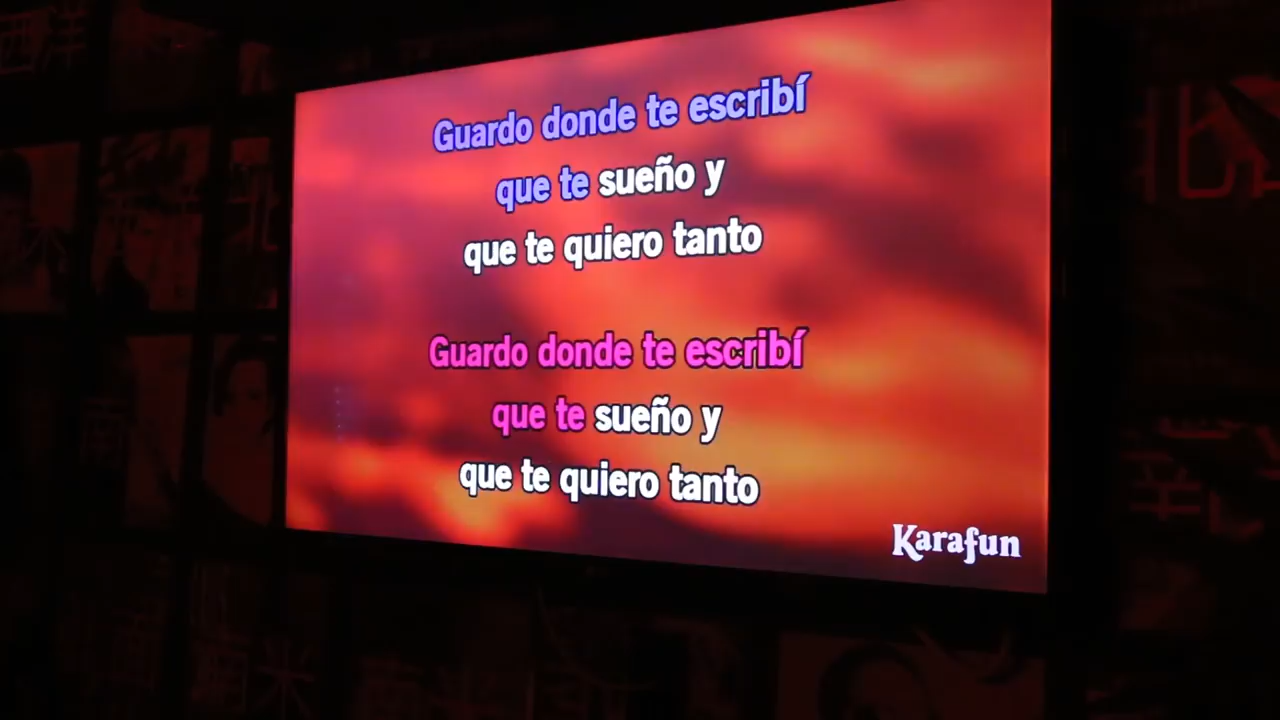 Guardo donde te escribí
que te sueño y
que te quiero tanto
Guardo donde te escribí
que te sueño y
que te quiero tanto
Karafun